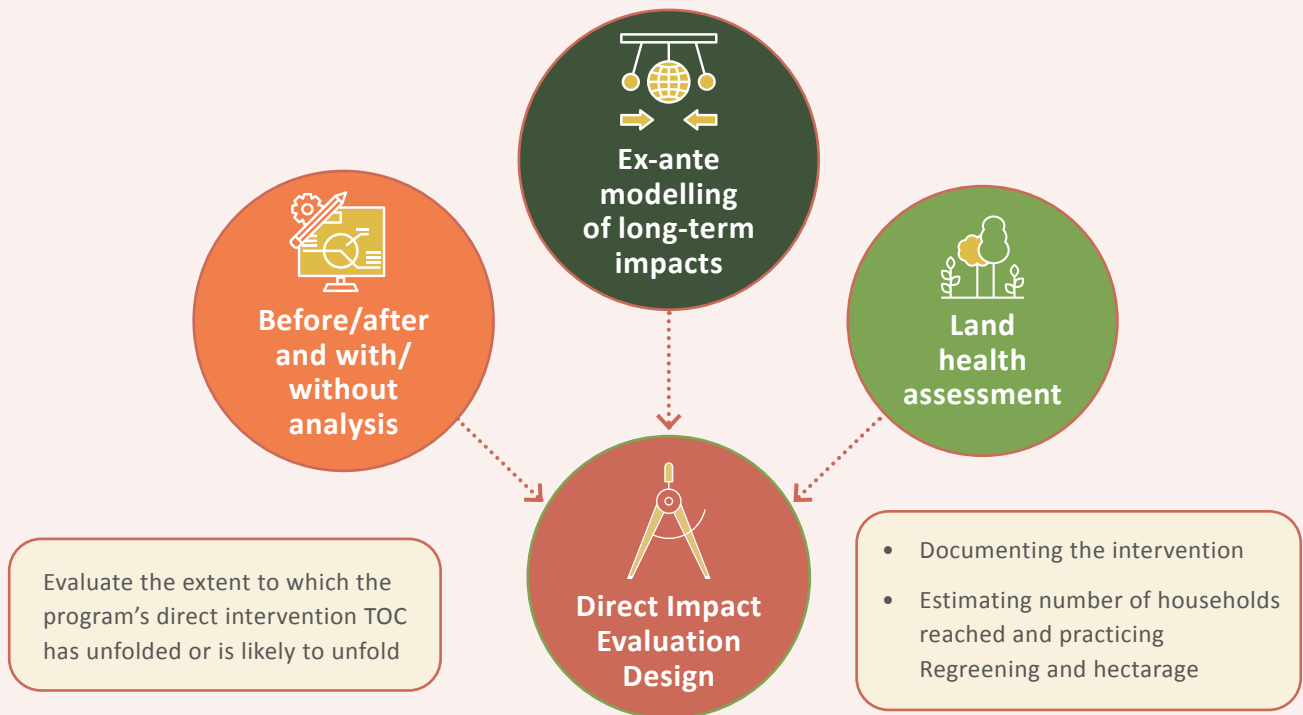 Ex-ante
modelling
of long-term
impacts
Before/after
and with/
without
analysis
Land
health
assessment
Direct Impact
Evaluation
Design
Evaluate the extent to which the
program's direct intervention TOC
has unfolded or is likely to unfold
• Documenting the intervention
• Estimating number of households
reached and practicing
Regreening and hectarage